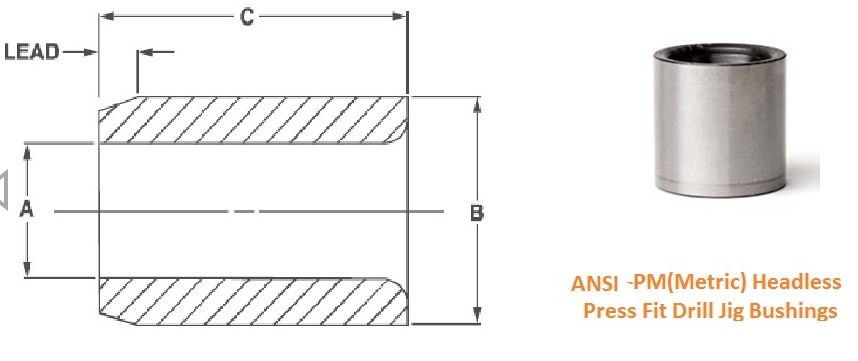 C
LEAD
A
B
ANSI -PM(Metric) Headless
Press Fit Drill Jig Bushings